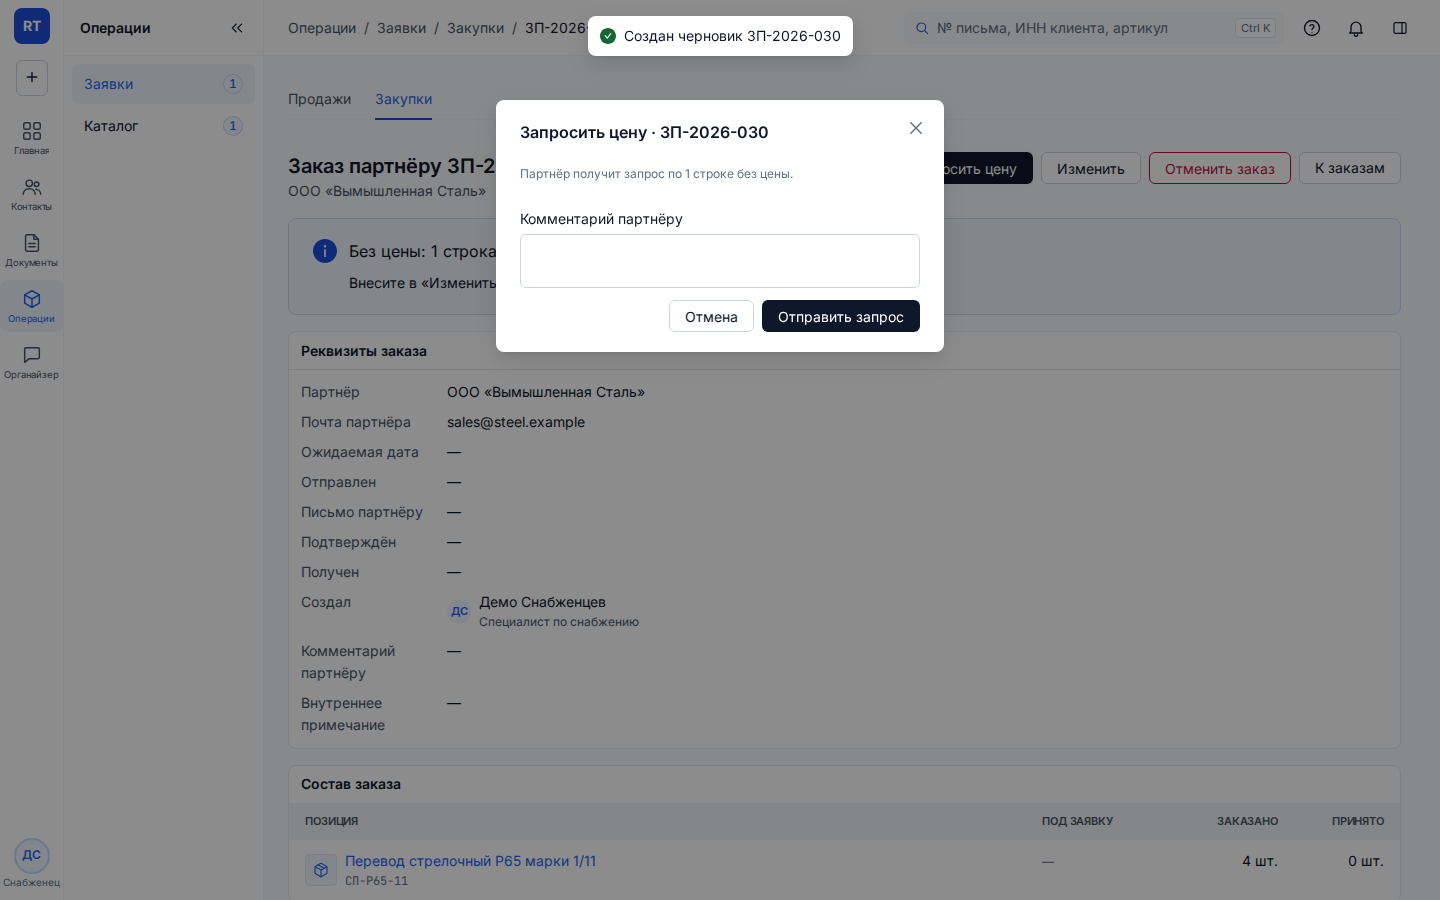 RT
Операции
Операции / Заявки / Закупки / ЗП-2026-
Создан черновик ЗП-2026-030
№ письма, ИНН клиента, артикул
Ctrl K
Главная
Контакты
Документы
Операции
Органайзер
ДС
Снабженец
Заявки 1
Каталог 1
Продажи
Закупки
Заказ партнёру ЗП-2
ООО «Вымышленная Сталь»
осить цену
Изменить
Отменить заказ
К заказам
Без цены: 1 строка
Внесите в «Изменить
Запросить цену · ЗП-2026-030
Партнёр получит запрос по 1 строке без цены.
Комментарий партнёру
Отмена
Отправить запрос
Реквизиты заказа
Партнёр ООО «Вымышленная Сталь»
Почта партнёра sales@steel.example
Ожидаемая дата —
Отправлен —
Письмо партнёру —
Подтверждён —
Получен —
Создал ДС Демо Снабженцев
Специалист по снабжению
Комментарий —
партнёру
Внутреннее —
примечание
Состав заказа
ПОЗИЦИЯ ПОД ЗАЯВКУ ЗАКАЗАНО ПРИНЯТО
Перевод стрелочный Р65 марки 1/11 — 4 шт. 0 шт.
СП-Р65-11